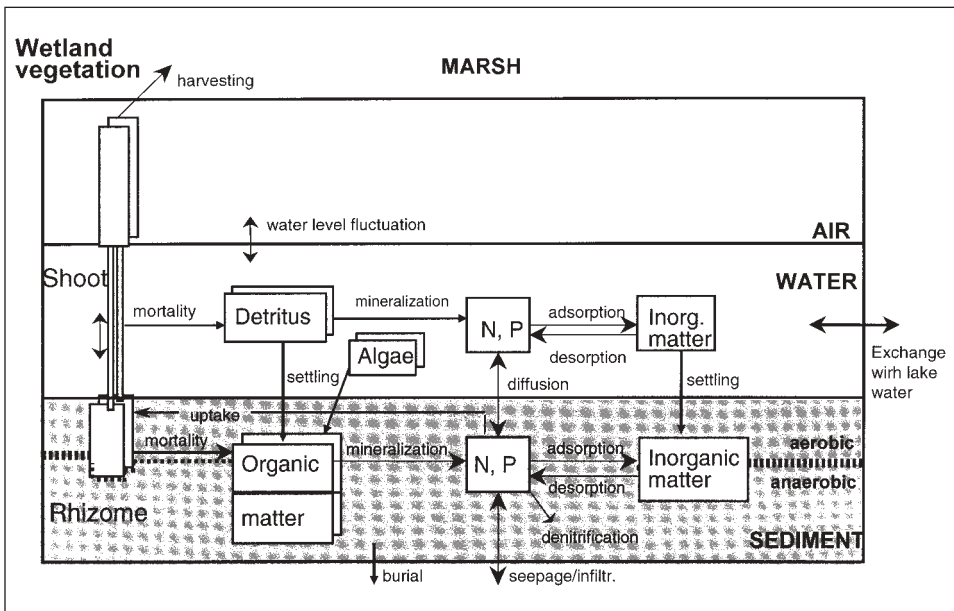 Wetland
vegetation
harvesting
MARSH
water level fluctuation
AIR
Shoot
WATER
mortality
Detritus
mineralization
N, P
adsorption
desorption
Inorg.
matter
Algae
settling
diffusion
settling
Exchange
wirh lake
water
uptake
mortality
Organic
matter
mineralization
N, P
adsorption
desorption
Inorganic
matter
aerobic
anaerobic
Rhizome
denitrification
SEDIMENT
burial
seepage/infiltr.